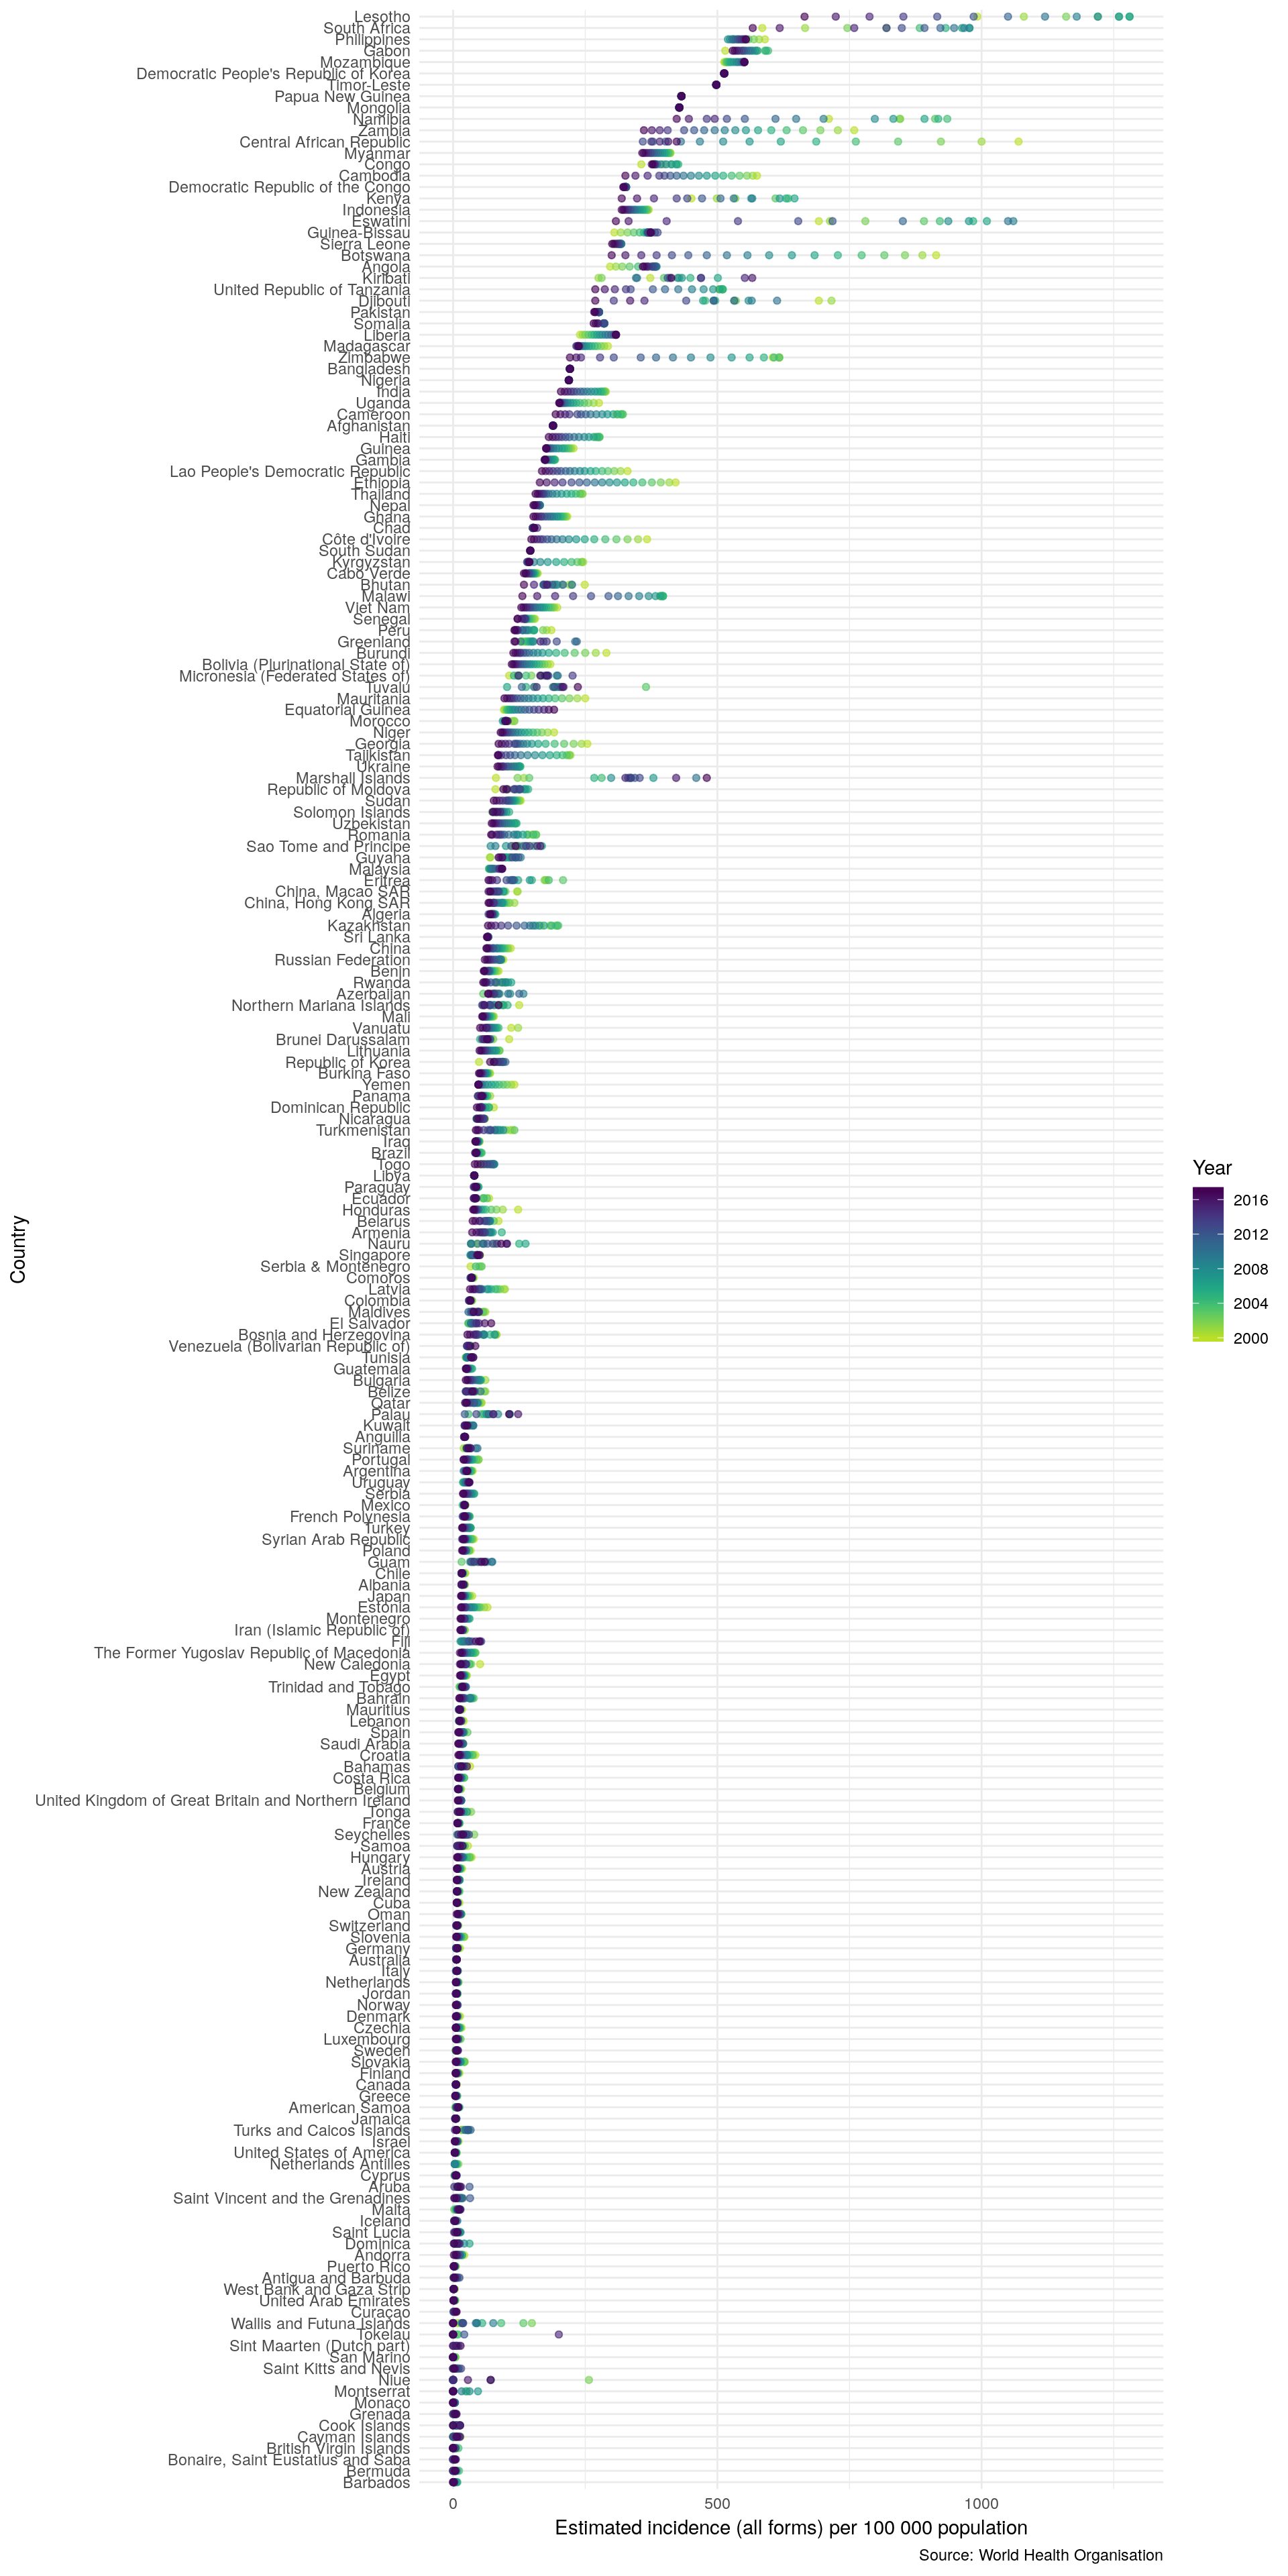 Lesotho
South Africa
Philippines
Gabon
Mozambique
Democratic People's Republic of Korea
Timor-Leste
Papua New Guinea
Mongolia
Namibia
Zambia
Central African Republic
Myanmar
Congo
Cambodia
Democratic Republic of the Congo
Kenya
Indonesia
Eswatini
Guinea-Bissau
Sierra Leone
Botswana
Angola
Kiribati
United Republic of Tanzania
Djibouti
Pakistan
Somalia
Liberia
Madagascar
Zimbabwe
Bangladesh
Nigeria
India
Uganda
Cameroon
Afghanistan
Haiti
Guinea
Gambia
Lao People's Democratic Republic
Ethiopia
Thailand
Nepal
Ghana
Chad
Côte d'Ivoire
South Sudan
Kyrgyzstan
Cabo Verde
Bhutan
Malawi
Viet Nam
Senegal
Peru
Greenland
Burundi
Bolivia (Plurinational State of)
Micronesia (Federated States of)
Tuvalu
Mauritania
Equatorial Guinea
Morocco
Niger
Georgia
Tajikistan
Ukraine
Marshall Islands
Republic of Moldova
Sudan
Solomon Islands
Uzbekistan
Romania
Sao Tome and Principe
Guyana
Malaysia
Eritrea
China, Macao SAR
China, Hong Kong SAR
Algeria
Kazakhstan
Sri Lanka
China
Russian Federation
Benin
Rwanda
Azerbaijan
Northern Mariana Islands
Mali
Vanuatu
Brunei Darussalam
Lithuania
Republic of Korea
Burkina Faso
Yemen
Panama
Dominican Republic
Nicaragua
Turkmenistan
Iraq
Brazil
Togo
Libya
Paraguay
Ecuador
Honduras
Belarus
Armenia
Nauru
Singapore
Serbia & Montenegro
Comoros
Latvia
Colombia
Maldives
El Salvador
Bosnia and Herzegovina
Venezuela (Bolivarian Republic of)
Tunisia
Guatemala
Bulgaria
Belize
Qatar
Palau
Kuwait
Anguilla
Suriname
Portugal
Argentina
Uruguay
Serbia
Mexico
French Polynesia
Turkey
Syrian Arab Republic
Poland
Guam
Chile
Albania
Japan
Estonia
Montenegro
Iran (Islamic Republic of)
Fiji
The Former Yugoslav Republic of Macedonia
New Caledonia
Egypt
Trinidad and Tobago
Bahrain
Mauritius
Lebanon
Spain
Saudi Arabia
Croatia
Bahamas
Costa Rica
Belgium
United Kingdom of Great Britain and Northern Ireland
Tonga
France
Seychelles
Samoa
Hungary
Austria
Ireland
New Zealand
Cuba
Oman
Switzerland
Slovenia
Germany
Australia
Italy
Netherlands
Jordan
Norway
Denmark
Czechia
Luxembourg
Sweden
Slovakia
Finland
Canada
Greece
American Samoa
Jamaica
Turks and Caicos Islands
Israel
United States of America
Netherlands Antilles
Cyprus
Aruba
Saint Vincent and the Grenadines
Malta
Iceland
Saint Lucia
Dominica
Andorra
Puerto Rico
Antigua and Barbuda
West Bank and Gaza Strip
United Arab Emirates
Curaçao
Wallis and Futuna Islands
Tokelau
Sint Maarten (Dutch part)
San Marino
Saint Kitts and Nevis
Niue
Montserrat
Monaco
Grenada
Cook Islands
Cayman Islands
British Virgin Islands
Bonaire, Saint Eustatius and Saba
Bermuda
Barbados
Country
0 500 1000
Estimated incidence (all forms) per 100 000 population
Source: World Health Organisation
Year
2016
2012
2008
2004
2000